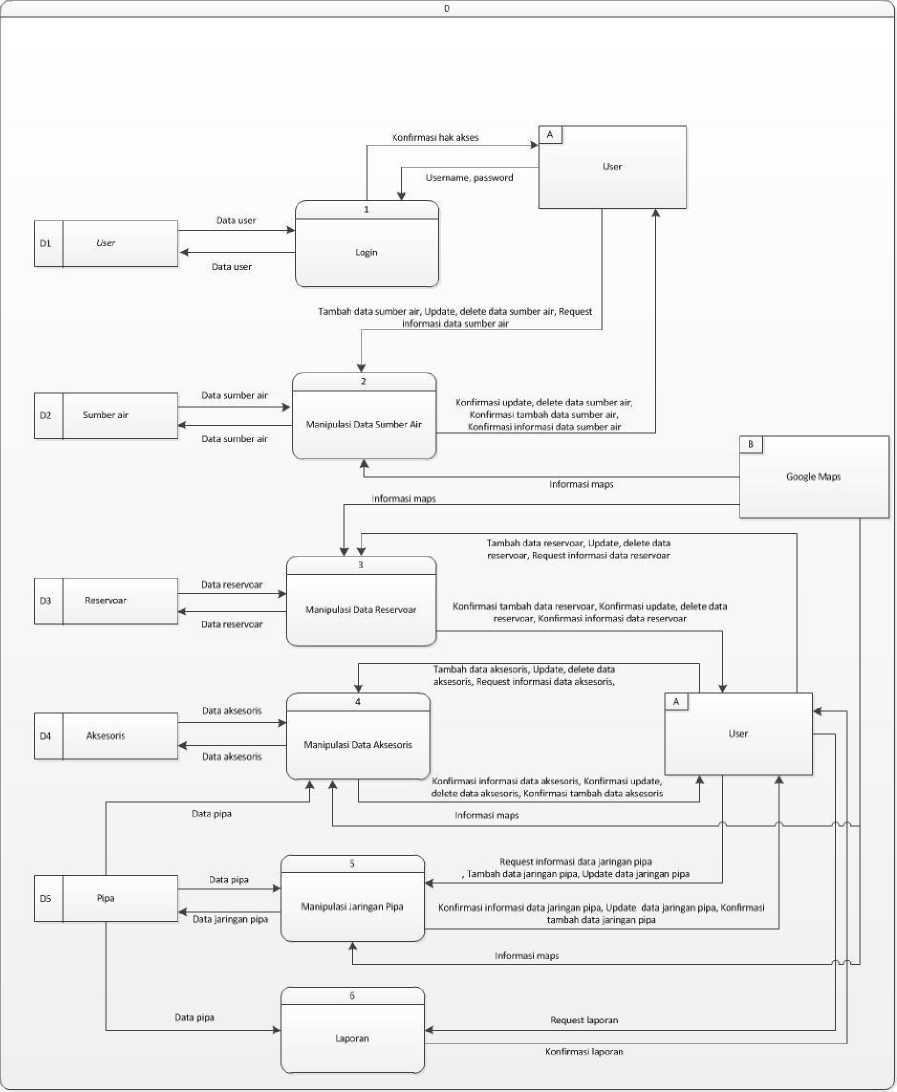 D
Konfirmasi hak akses
A
User
Username, password
1
Login
Data user
D1
User
Data user
Tambah data sumber air, Update, delete data sumber air, Request
informasi data sumber air
2
Manipulasi Data Sumber Air
Data sumber air
D2
Sumber air
Data sumber air
Konfirmasi update, delete data sumber air,
Konfirmasi tambah data sumber air,
Konfirmasi informasi data sumber air
B
Google Maps
Informasi maps
Informasi maps
Tambah data reservoar, Update, delete data
reservoar, Request informasi data reservoar
3
Manipulasi Data Reservoar
Data reservoar
D3
Reservoar
Data reservoar
Konfirmasi tambah data reservoar, Konfirmasi update, delete data
reservoar, Konfirmasi informasi data reservoar
Tambah data aksesoris, Update, delete data
aksesoris, Request informasi data aksesoris,
4
Manipulasi Data Aksesoris
A
User
Data aksesoris
D4
Aksesoris
Data aksesoris
Konfirmasi informasi data aksesoris, Konfirmasi update,
delete data aksesoris, Konfirmasi tambah data aksesoris
Data pipa
Informasi maps
5
Manipulasi Jaringan Pipa
Request informasi data jaringan pipa
, Tambah data jaringan pipa, Update data jaringan pipa
Data pipa
D5
Pipa
Data jaringan pipa
Konfirmasi informasi data jaringan pipa, Update data jaringan pipa, Konfirmasi
tambah data jaringan pipa
Informasi maps
6
Laporan
Data pipa
Request laporan
Konfirmasi laporan